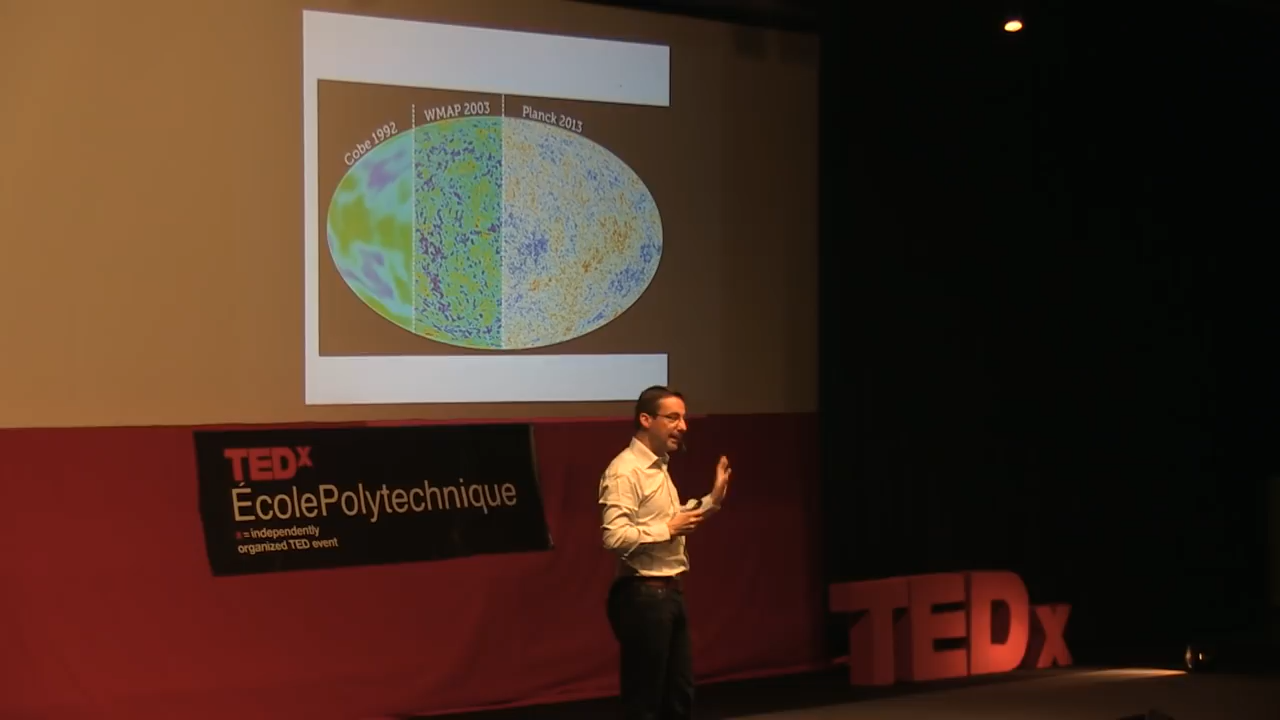 Cobe 1992
WMAP 2003
Planck 2013
TEDx
ÉcolePolytechnique
x = independently
organized TED event
TEDx